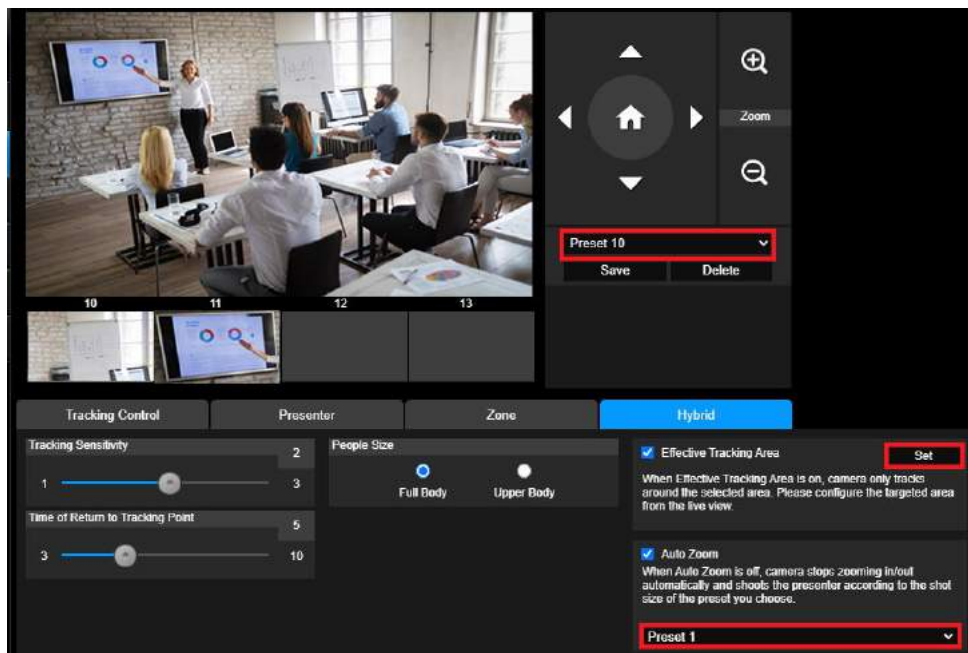 Zoom
Preset 10
Save Delete
10 11 12 13
Tracking Control Presenter Zone Hybrid
Tracking Sensitivity 2
1 3
Time of Return to Tracking Point 5
3 10
People Size
Full Body Upper Body
Effective Tracking Area Set
When Effective Tracking Area is on, camera only tracks
around the selected area. Please configure the targeted area
from the live view.
Auto Zoom
When Auto Zoom is off, camera stops zooming in/out
automatically and shoots the presenter according to the shot
size of the preset you choose.
Preset 1